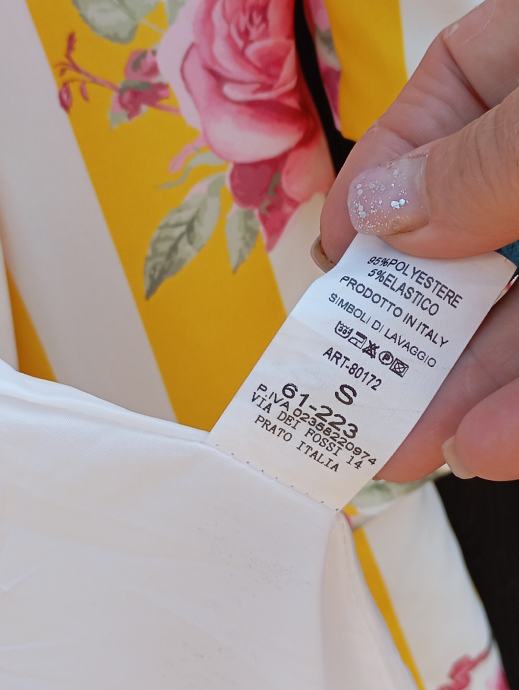 95%POLYESTERE
5%ELASTICO
PRODOTTO IN ITALY
SIMBOLI DI LAVAGGIO
ART-80172
S
61-223
P.IVA 02358220974
VIA DEI FOSSI 14
PRATO ITALIA